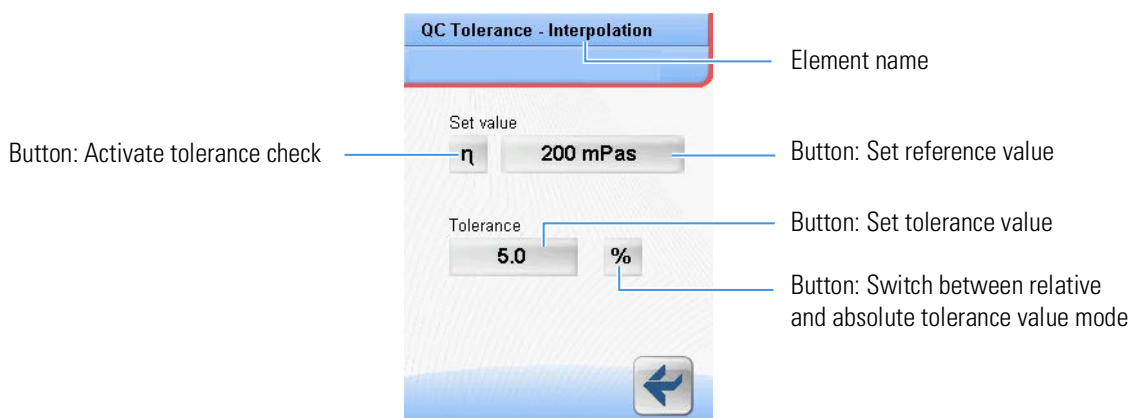 QC Tolerance - Interpolation
Element name
Set value
Button: Activate tolerance check
η
200 mPas
Button: Set reference value
Tolerance
Button: Set tolerance value
5.0
%
Button: Switch between relative
and absolute tolerance value mode